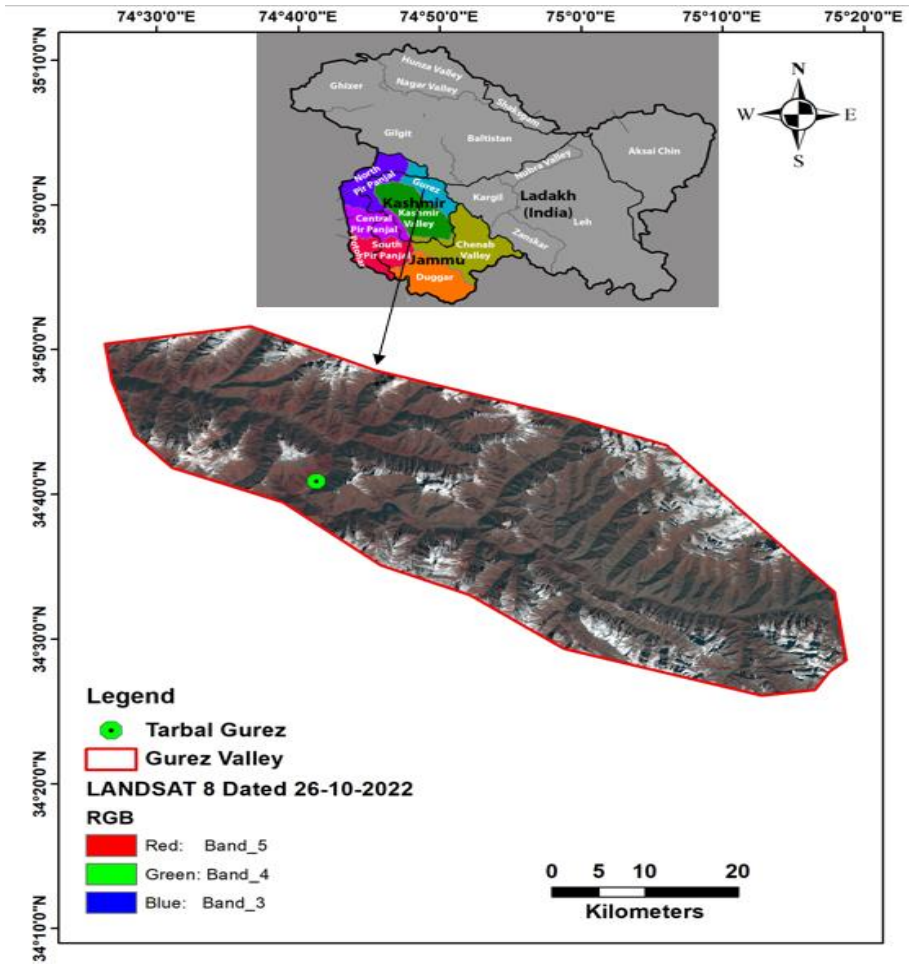 74°30'0"E 74°40'0"E 74°50'0"E 75°0'0"E 75°10'0"E 75°20'0"E
35°10'0"N
35°0'0"N
34°50'0"N
34°40'0"N
34°30'0"N
34°20'0"N
34°10'0"N
Hunza Valley
Nagar Valley
Ghizer
Shaksgam
Gilgit
Baltistan
Aksai Chin
Nubra Valley
North
Pir Panjal
Gurez
Kargil
Ladakh
(India)
Leh
Kashmir
Kashmir
Valley
Central
Pir Panjal
Zanskar
Chenab
Valley
South
Pir Panjal
Jammu
Potohar
Duggar
N
W E
S
Legend
Tarbal Gurez
Gurez Valley
LANDSAT 8 Dated 26-10-2022
RGB
Red: Band_5
Green: Band_4
Blue: Band_3
0 5 10 20
Kilometers